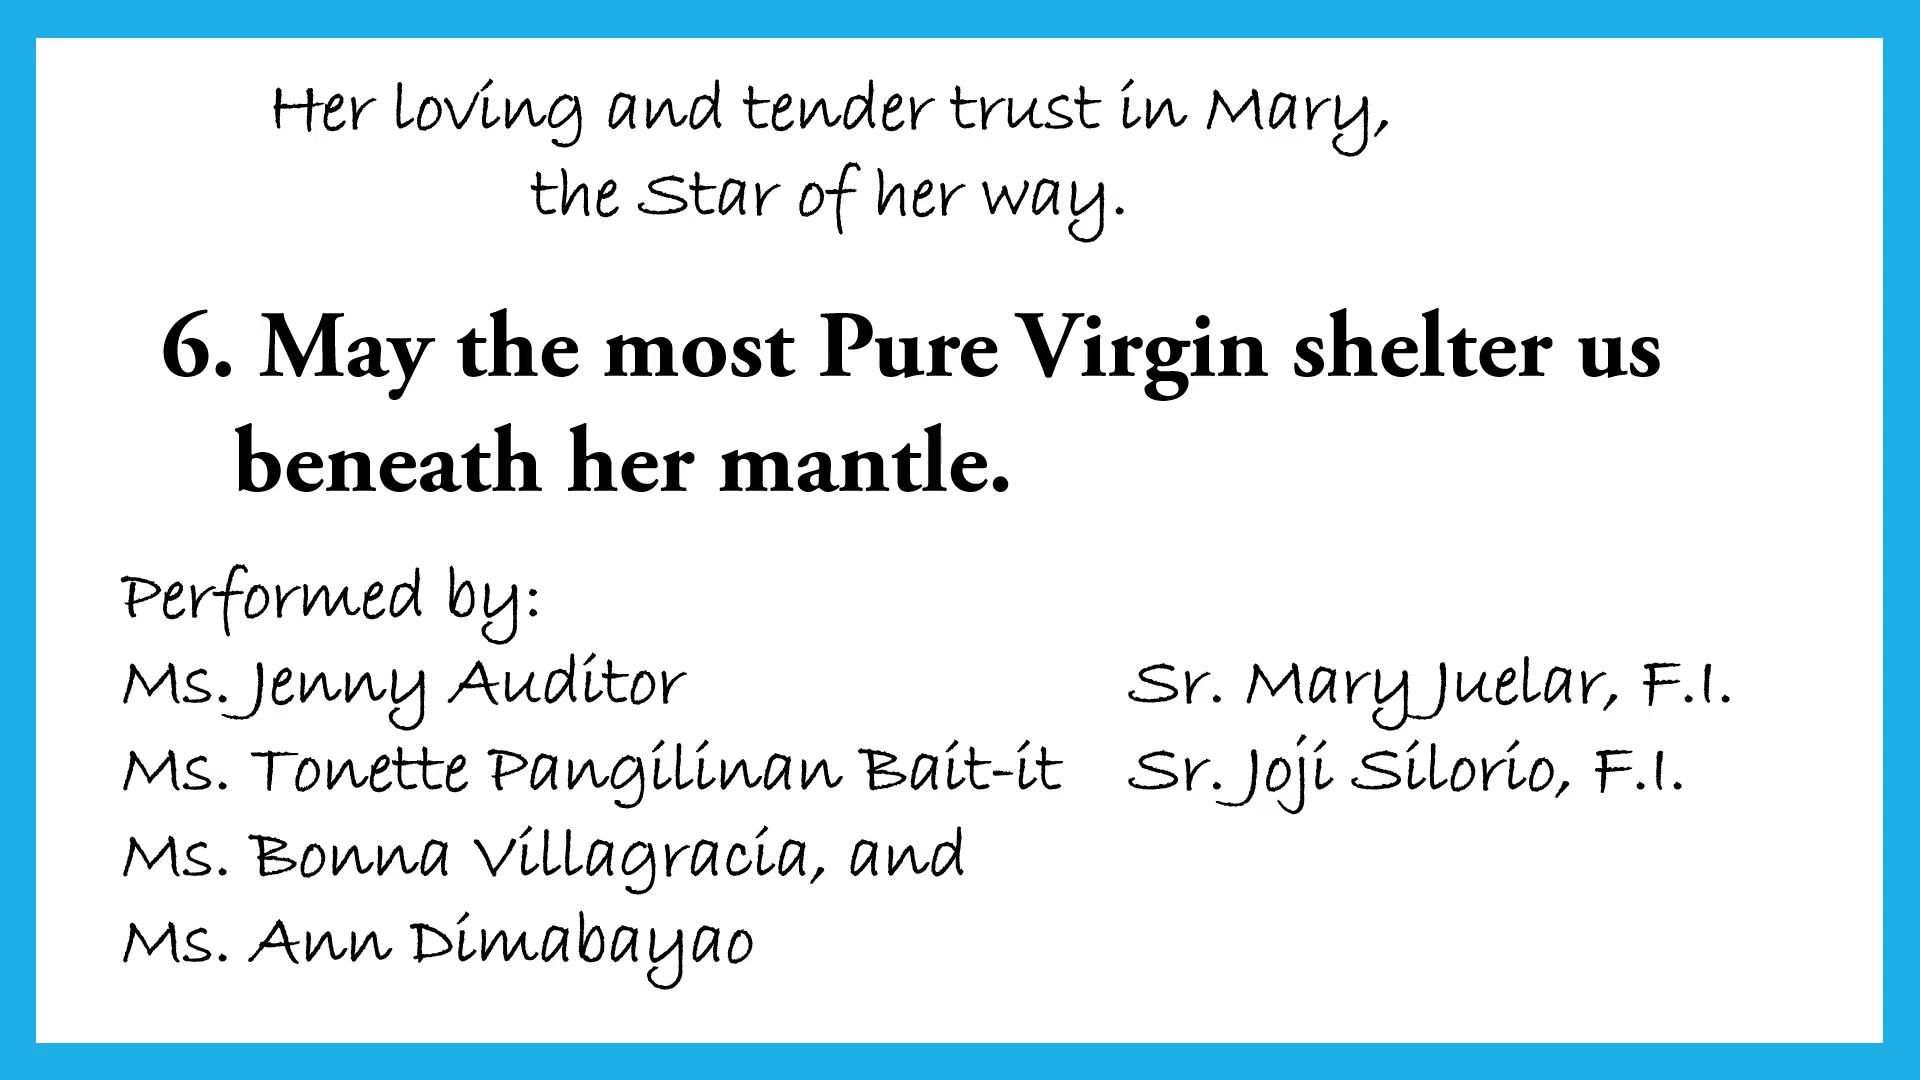 Her loving and tender trust in Mary,
the Star of her way.
6. May the most Pure Virgin shelter us
beneath her mantle.
Performed by:
Ms. Jenny Auditor
Ms. Tonette Pangilinan Bait-it
Ms. Bonna Villagracia, and
Ms. Ann Dimabayao
Sr. Mary Juelar, F.I.
Sr. Joji Silorio, F.I.